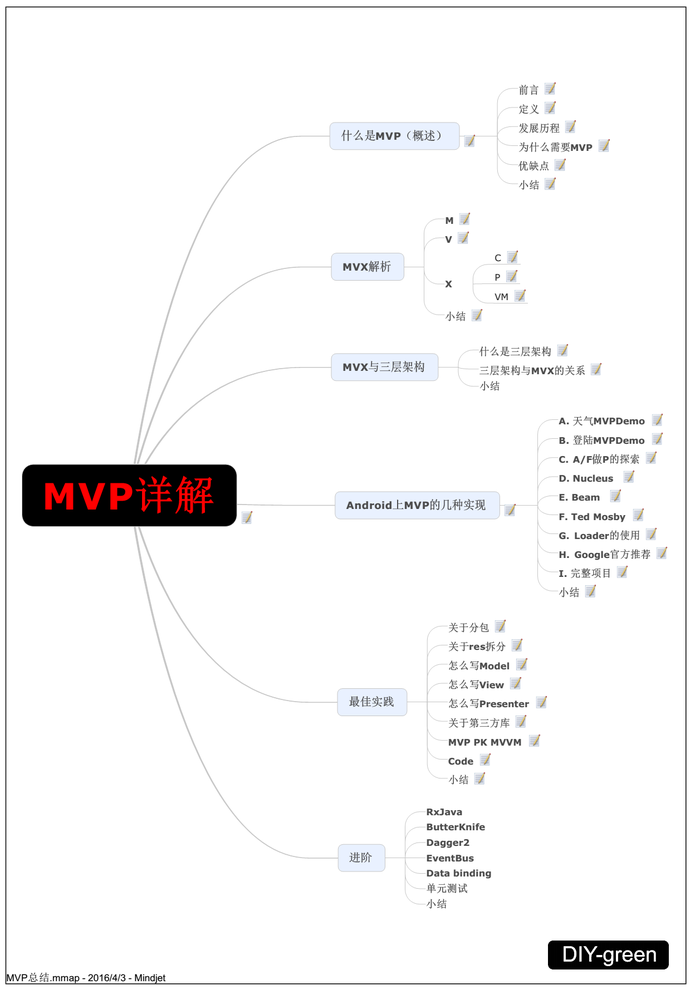 MVP详解
什么是MVP（概述）
前言
定义
发展历程
为什么需要MVP
优缺点
小结
MVX解析
M
V
X
C
P
VM
小结
MVX与三层架构
什么是三层架构
三层架构与MVX的关系
小结
Android上MVP的几种实现
A. 天气MVPDemo
B. 登陆MVPDemo
C. A/F做P的探索
D. Nucleus
E. Beam
F. Ted Mosby
G. Loader的使用
H. Google官方推荐
I. 完整项目
小结
最佳实践
关于分包
关于res拆分
怎么写Model
怎么写View
怎么写Presenter
关于第三方库
MVP PK MVVM
Code
小结
进阶
RxJava
ButterKnife
Dagger2
EventBus
Data binding
单元测试
小结
DIY-green
MVP总结.mmap - 2016/4/3 - Mindjet